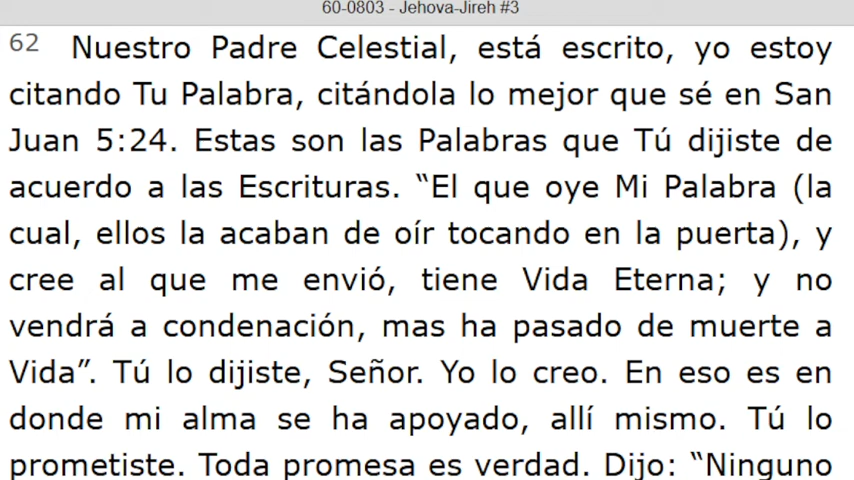 60-0803 - Jehova-Jireh #3
62 Nuestro Padre Celestial, está escrito, yo estoy
citando Tu Palabra, citándola lo mejor que sé en San
Juan 5:24. Estas son las Palabras que Tú dijiste de
acuerdo a las Escrituras. “El que oye Mi Palabra (la
cual, ellos la acaban de oír tocando en la puerta), y
cree al que me envió, tiene Vida Eterna; y no
vendrá a condenación, mas ha pasado de muerte a
Vida”. Tú lo dijiste, Señor. Yo lo creo. En eso es en
donde mi alma se ha apoyado, allí mismo. Tú lo
prometiste. Toda promesa es verdad. Dijo: “Ninguno